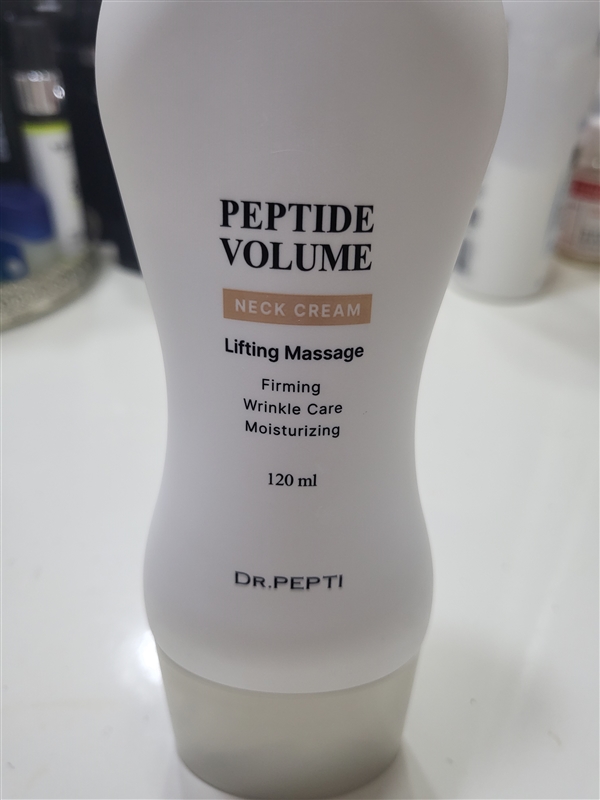 PEPTIDE
VOLUME
NECK CREAM
Lifting Massage
Firming
Wrinkle Care
Moisturizing
120 ml
DR.PEPTI